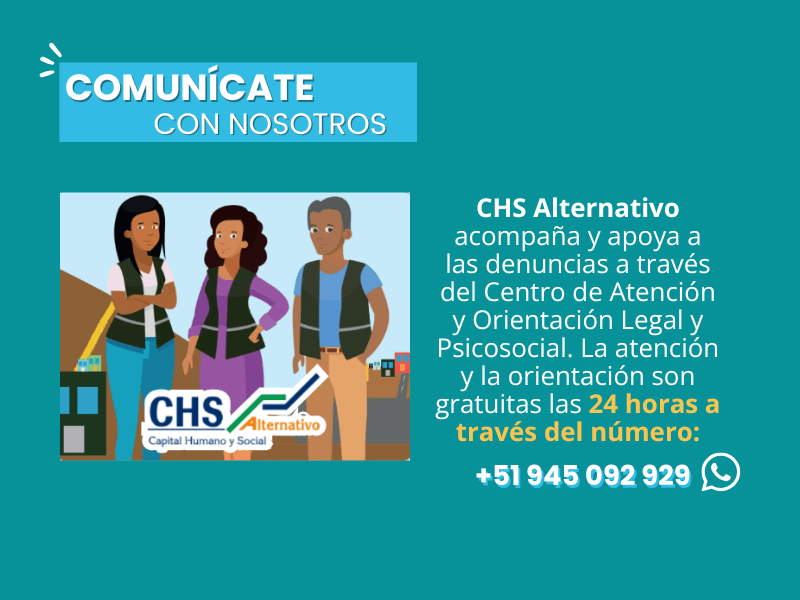 COMUNÍCATE
CON NOSOTROS
CHS Alternativo
Capital Humano y Social
CHS Alternativo
acompaña y apoya a
las denuncias a través
del Centro de Atención
y Orientación Legal y
Psicosocial. La atención
y la orientación son
gratuitas las 24 horas a
través del número:
+51 945 092 929